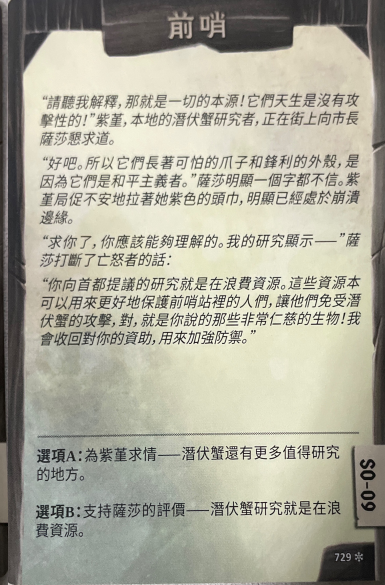 前哨
“請聽我解釋，那就是一切的本源！它們天生是沒有攻
擊性的！”紫堇，本地的潛伏蟹研究者，正在街上向市長
薩莎懇求道。
“好吧。所以它們長著可怕的爪子和鋒利的外殼，是
因為它們是和平主義者。”薩莎明顯一個字都不信。紫
堇局促不安地拉著她紫色的頭巾，明顯已經處於崩潰
邊緣。
“求你了，你應該能夠理解的。我的研究顯示——”薩
莎打斷了亡怒者的話：
“你向首都提議的研究就是在浪費資源。這些資源本
可以用來更好地保護前哨站裡的人們，讓他們免受潛
伏蟹的攻擊，對，就是你說的那些非常仁慈的生物！我
會收回對你的資助，用來加強防禦。”
選項A：為紫堇求情——潛伏蟹還有更多值得研究
的地方。
選項B：支持薩莎的評價——潛伏蟹研究就是在浪
費資源。
SO-09
729